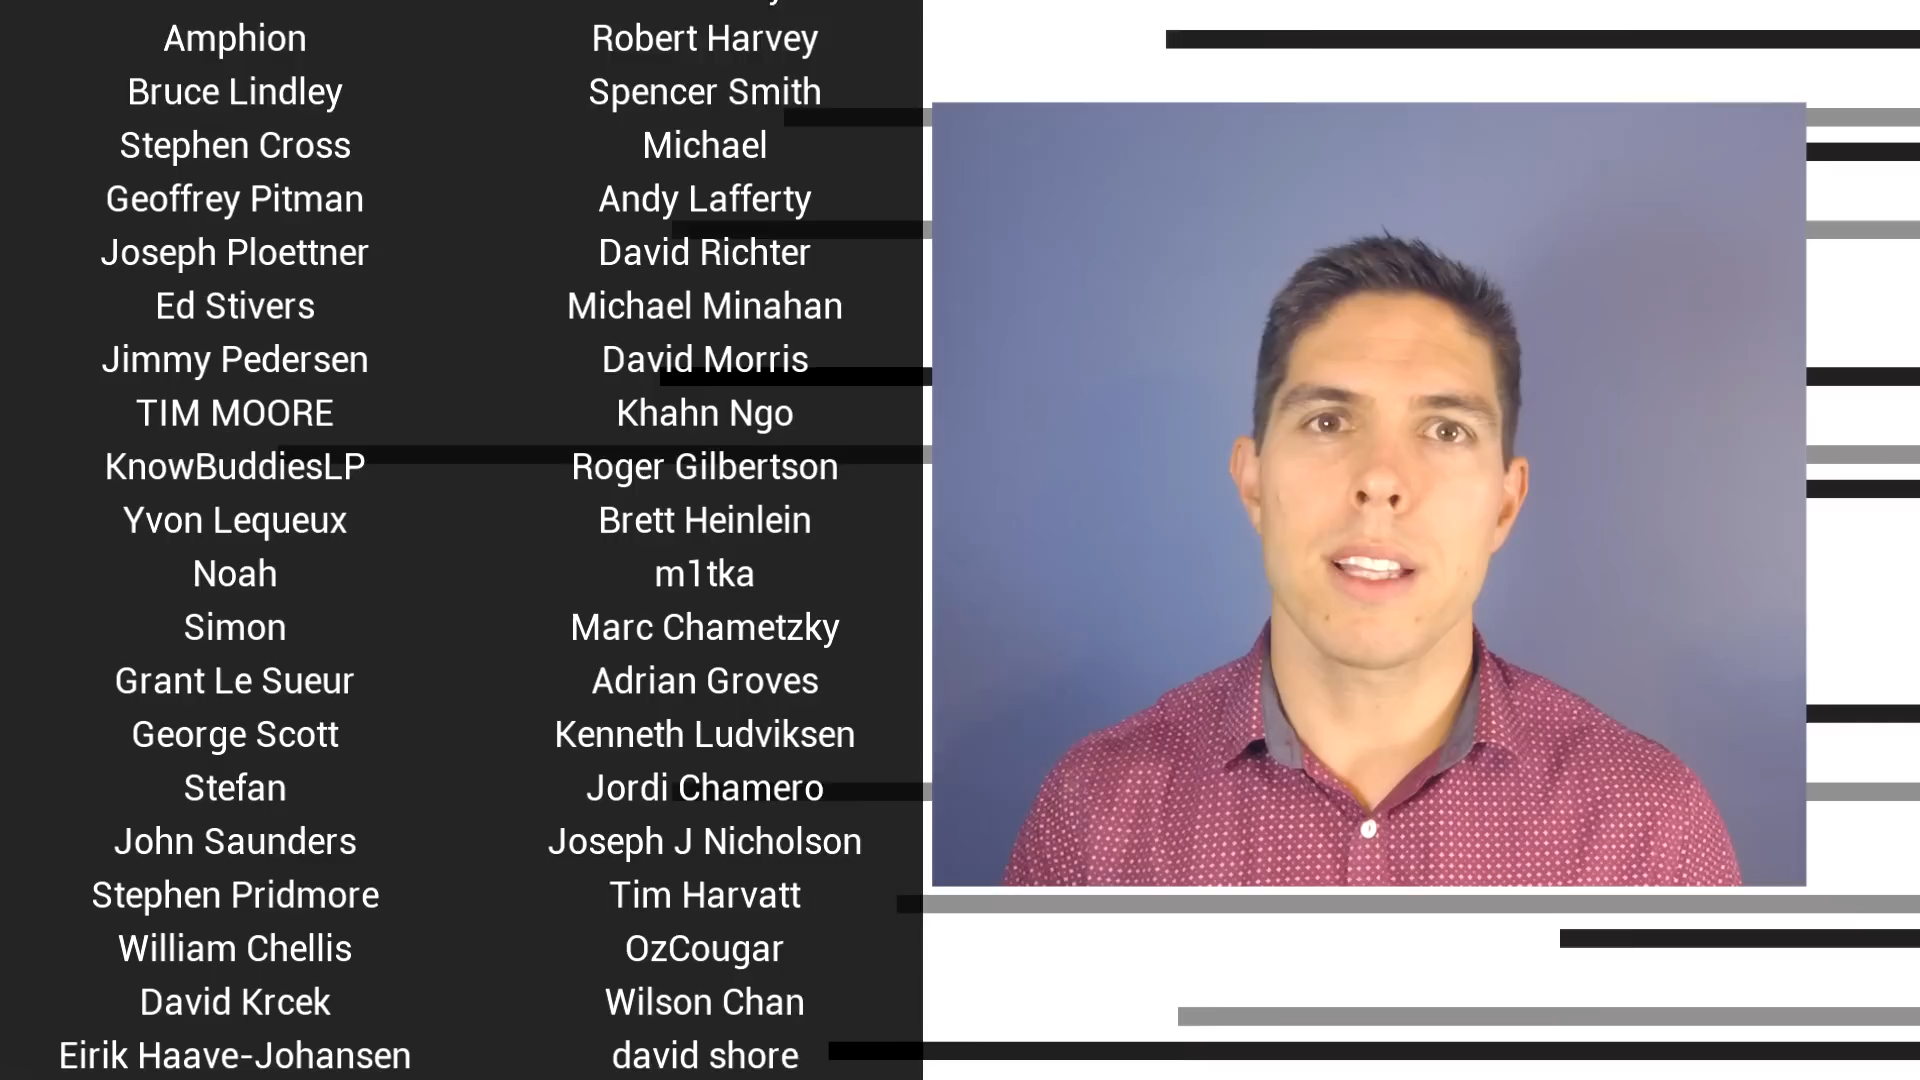 Amphion
Bruce Lindley
Stephen Cross
Geoffrey Pitman
Joseph Ploettner
Ed Stivers
Jimmy Pedersen
TIM MOORE
KnowBuddiesLP
Yvon Lequeux
Noah
Simon
Grant Le Sueur
George Scott
Stefan
John Saunders
Stephen Pridmore
William Chellis
David Krcek
Eirik Haave-Johansen
Robert Harvey
Spencer Smith
Michael
Andy Lafferty
David Richter
Michael Minahan
David Morris
Khahn Ngo
Roger Gilbertson
Brett Heinlein
m1tka
Marc Chametzky
Adrian Groves
Kenneth Ludviksen
Jordi Chamero
Joseph J Nicholson
Tim Harvatt
OzCougar
Wilson Chan
david shore